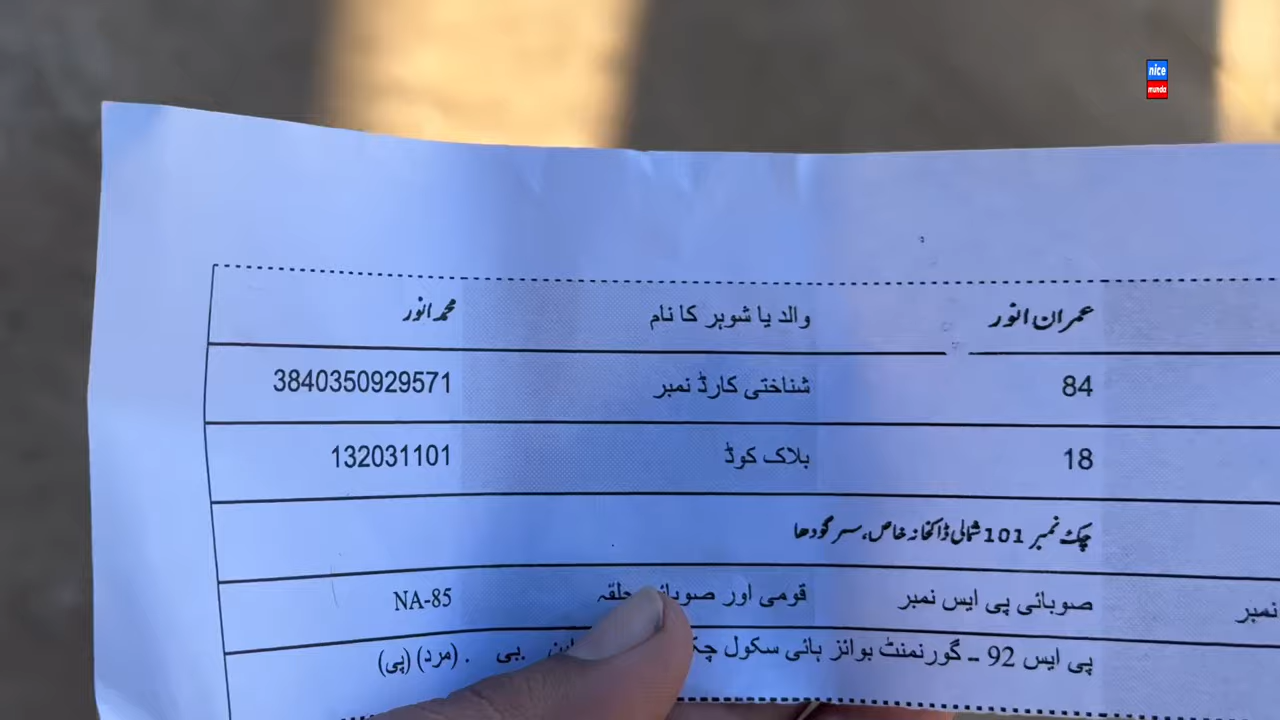 nice
munda
عمران انور والد یا شوہر کا نام محمد انور
84 شناختی کارڈ نمبر 3840350929571
18 بلاک کوڈ 132031101
چک نمبر 101 شمالی ڈاکخانہ خاص، سرگودھا
نمبر صوبائی پی ایس نمبر قومی اور صوبائی حلقہ NA-85
پی ایس 92 ـ گورنمنٹ بوائز ہائی سکول (مرد) (پی)